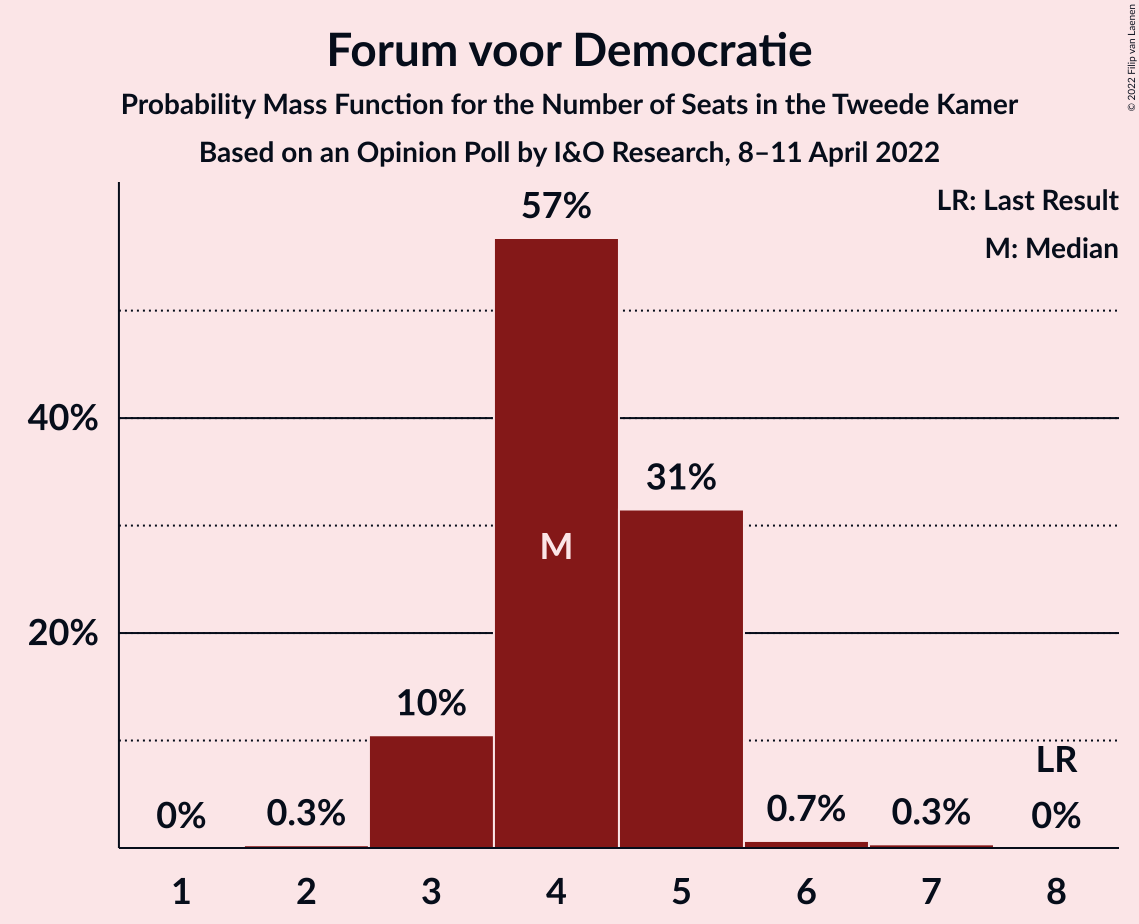 Forum voor Democratie
Probability Mass Function for the Number of Seats in the Tweede Kamer
Based on an Opinion Poll by I&O Research, 8–11 April 2022
© 2022 Filip van Laenen
LR: Last Result
M: Median
57%
40%
31%
M
20%
10%
LR
0%
0.3%
0.7%
0.3%
0%
1 2 3 4 5 6 7 8